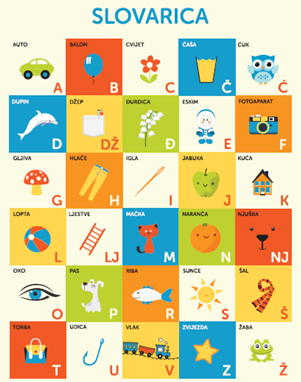 SLOVARICA
AUTO BALON CVIJET ČAŠA ĆUK
A B C Č Ć
DUPIN DŽEP ĐURĐICA ESKIM FOTOAPARAT
D DŽ Đ E F
GLJIVA HLAČE IGLA JABUKA KUĆA
G H I J K
LOPTA LJESTVE MAČKA NARANČA NJUŠKA
L LJ M N NJ
OKO PAS RIBA SUNCE ŠAL
O P R S Š
TORBA UDICA VLAK ZVIJEZDA ŽABA
T U V Z Ž